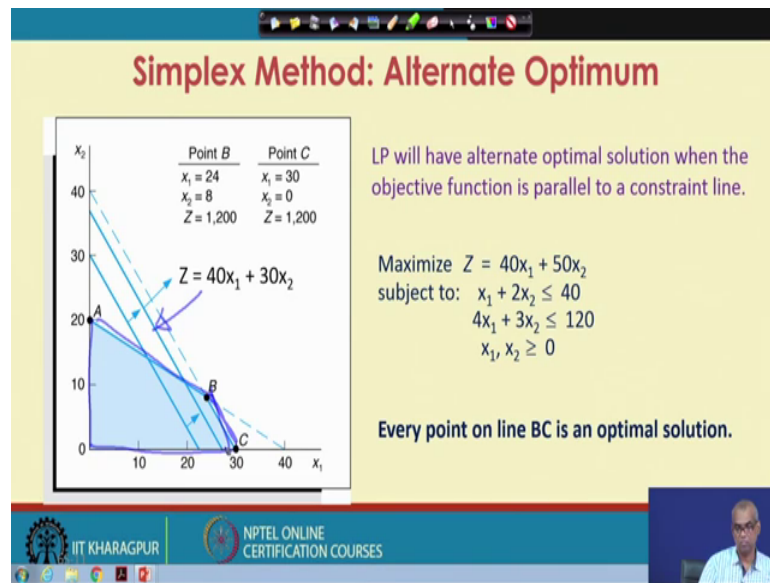 Simplex Method: Alternate Optimum
x₂
40
30
20
10
0
10
20
30
40
x₁
A
B
C
Point B Point C
x₁ = 24 x₁ = 30
x₂ = 8 x₂ = 0
Z = 1,200 Z = 1,200
Z = 40x₁ + 30x₂
LP will have alternate optimal solution when the
objective function is parallel to a constraint line.
Maximize Z = 40x₁ + 50x₂
subject to: x₁ + 2x₂ ≤ 40
4x₁ + 3x₂ ≤ 120
x₁, x₂ ≥ 0
Every point on line BC is an optimal solution.
IIT KHARAGPUR
NPTEL ONLINE
CERTIFICATION COURSES